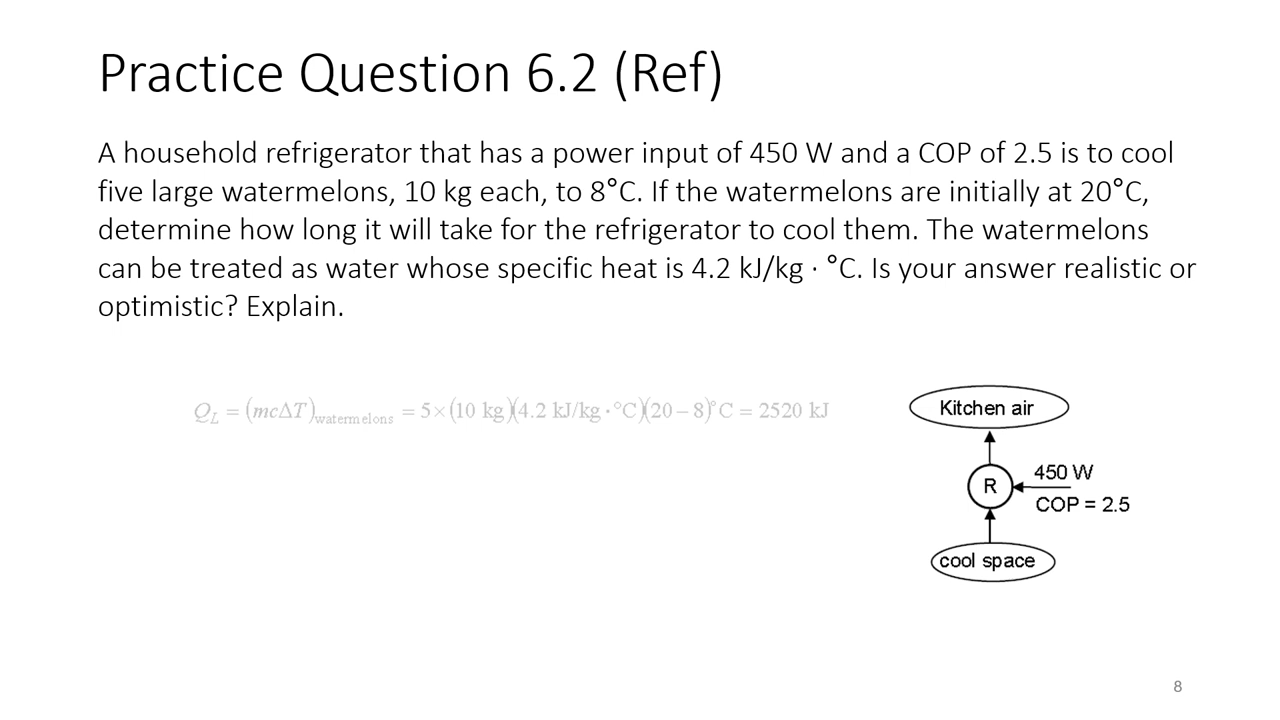 Practice Question 6.2 (Ref)
A household refrigerator that has a power input of 450 W and a COP of 2.5 is to cool
five large watermelons, 10 kg each, to 8°C. If the watermelons are initially at 20°C,
determine how long it will take for the refrigerator to cool them. The watermelons
can be treated as water whose specific heat is 4.2 kJ/kg · °C. Is your answer realistic or
optimistic? Explain.
Q_L = (mcΔT)_watermelons = 5×(10 kg)(4.2 kJ/kg·°C)(20−8)°C = 2520 kJ
Kitchen air
450 W
R
COP = 2.5
cool space
8